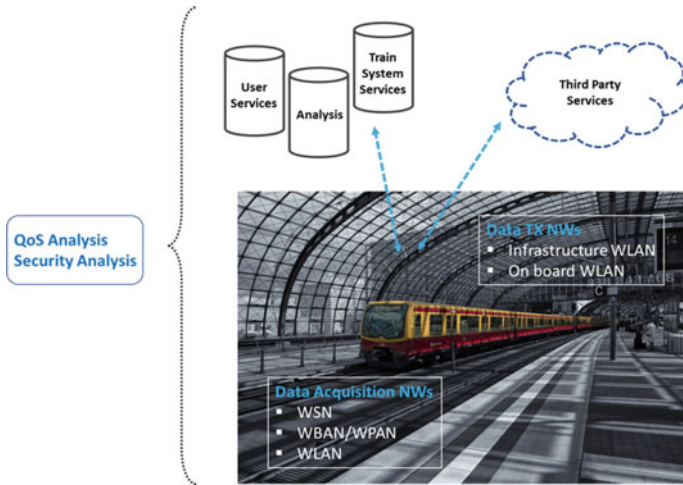 User
Services
Analysis
Train
System
Services
Third Party
Services
QoS Analysis
Security Analysis
Data TX NWs
▪ Infrastructure WLAN
▪ On board WLAN
14
C
Data Acquisition NWs
▪ WSN
▪ WBAN/WPAN
▪ WLAN